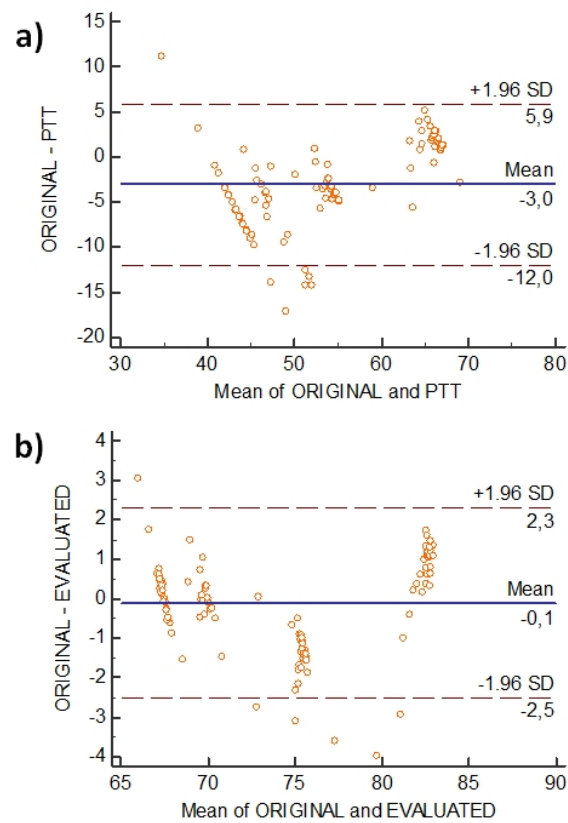 a)
15
10
5
0
-5
-10
-15
-20
ORIGINAL - PTT
+1.96 SD
5,9
Mean
-3,0
-1.96 SD
-12,0
30 40 50 60 70 80
Mean of ORIGINAL and PTT
b)
4
3
2
1
0
-1
-2
-3
-4
ORIGINAL - EVALUATED
+1.96 SD
2,3
Mean
-0,1
-1.96 SD
-2,5
65 70 75 80 85 90
Mean of ORIGINAL and EVALUATED